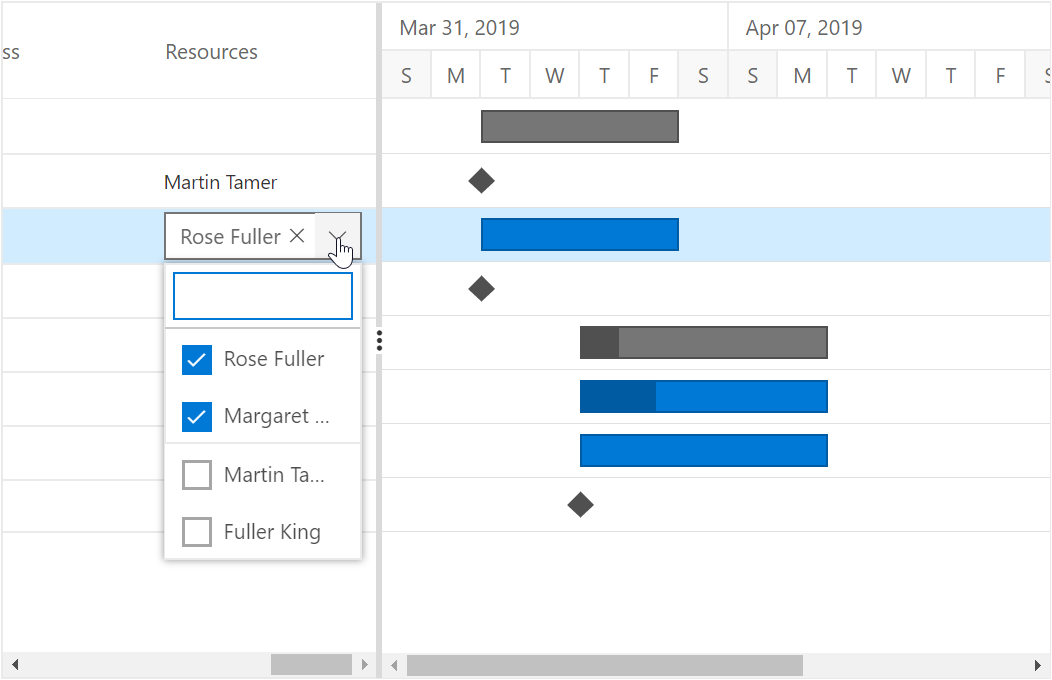 ss
Resources
Mar 31, 2019
Apr 07, 2019
S M T W T F S S M T W T F S
Martin Tamer
Rose Fuller
Rose Fuller
Margaret ...
Martin Ta...
Fuller King